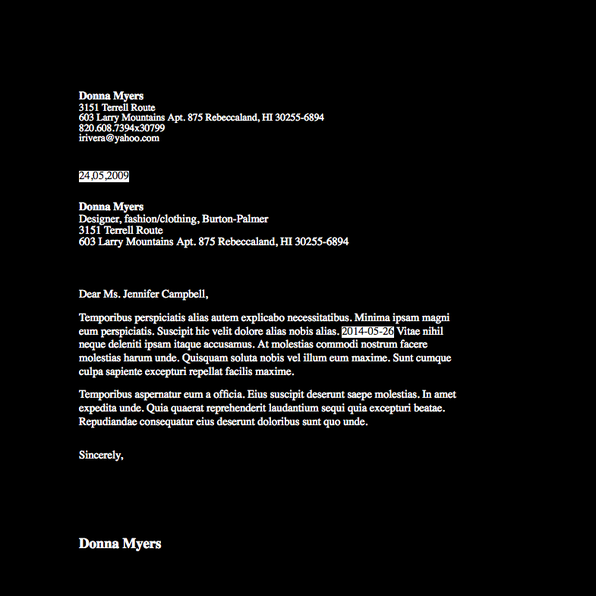 Donna Myers
3151 Terrell Route
603 Larry Mountains Apt. 875 Rebeccaland, HI 30255-6894
820.608.7394x30799
irivera@yahoo.com
24,05,2009
Donna Myers
Designer, fashion/clothing, Burton-Palmer
3151 Terrell Route
603 Larry Mountains Apt. 875 Rebeccaland, HI 30255-6894
Dear Ms. Jennifer Campbell,
Temporibus perspiciatis alias autem explicabo necessitatibus. Minima ipsam magni
eum perspiciatis. Suscipit hic velit dolore alias nobis alias. 2014-05-26 Vitae nihil
neque deleniti ipsam itaque accusamus. At molestias commodi nostrum facere
molestias harum unde. Quisquam soluta nobis vel illum eum maxime. Sunt cumque
culpa sapiente excepturi repellat facilis maxime.
Temporibus aspernatur eum a officia. Eius suscipit deserunt saepe molestias. In amet
expedita unde. Quia quaerat reprehenderit laudantium sequi quia excepturi beatae.
Repudiandae consequatur eius deserunt doloribus sunt quo unde.
Sincerely,
Donna Myers